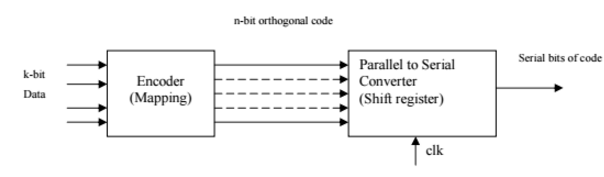 n-bit orthogonal code
k-bit
Data
Encoder
(Mapping)
Parallel to Serial
Converter
(Shift register)
Serial bits of code
clk